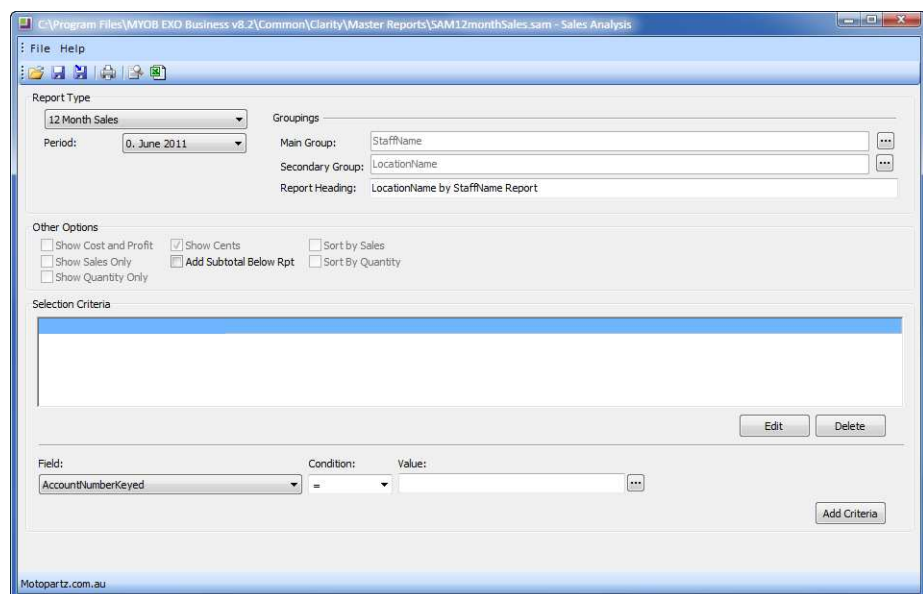 C:\Program Files\MYOB EXO Business v8.2\Common\Clarity\Master Reports\SAM12monthSales.sam - Sales Analysis
File Help
Report Type
12 Month Sales
Groupings
Period: 0. June 2011
Main Group: StaffName
Secondary Group: LocationName
Report Heading: LocationName by StaffName Report
Other Options
Show Cost and Profit Show Cents Sort by Sales
Show Sales Only Add Subtotal Below Rpt Sort By Quantity
Show Quantity Only
Selection Criteria
Edit Delete
Field: Condition: Value:
AccountNumberKeyed =
Add Criteria
Motopartz.com.au